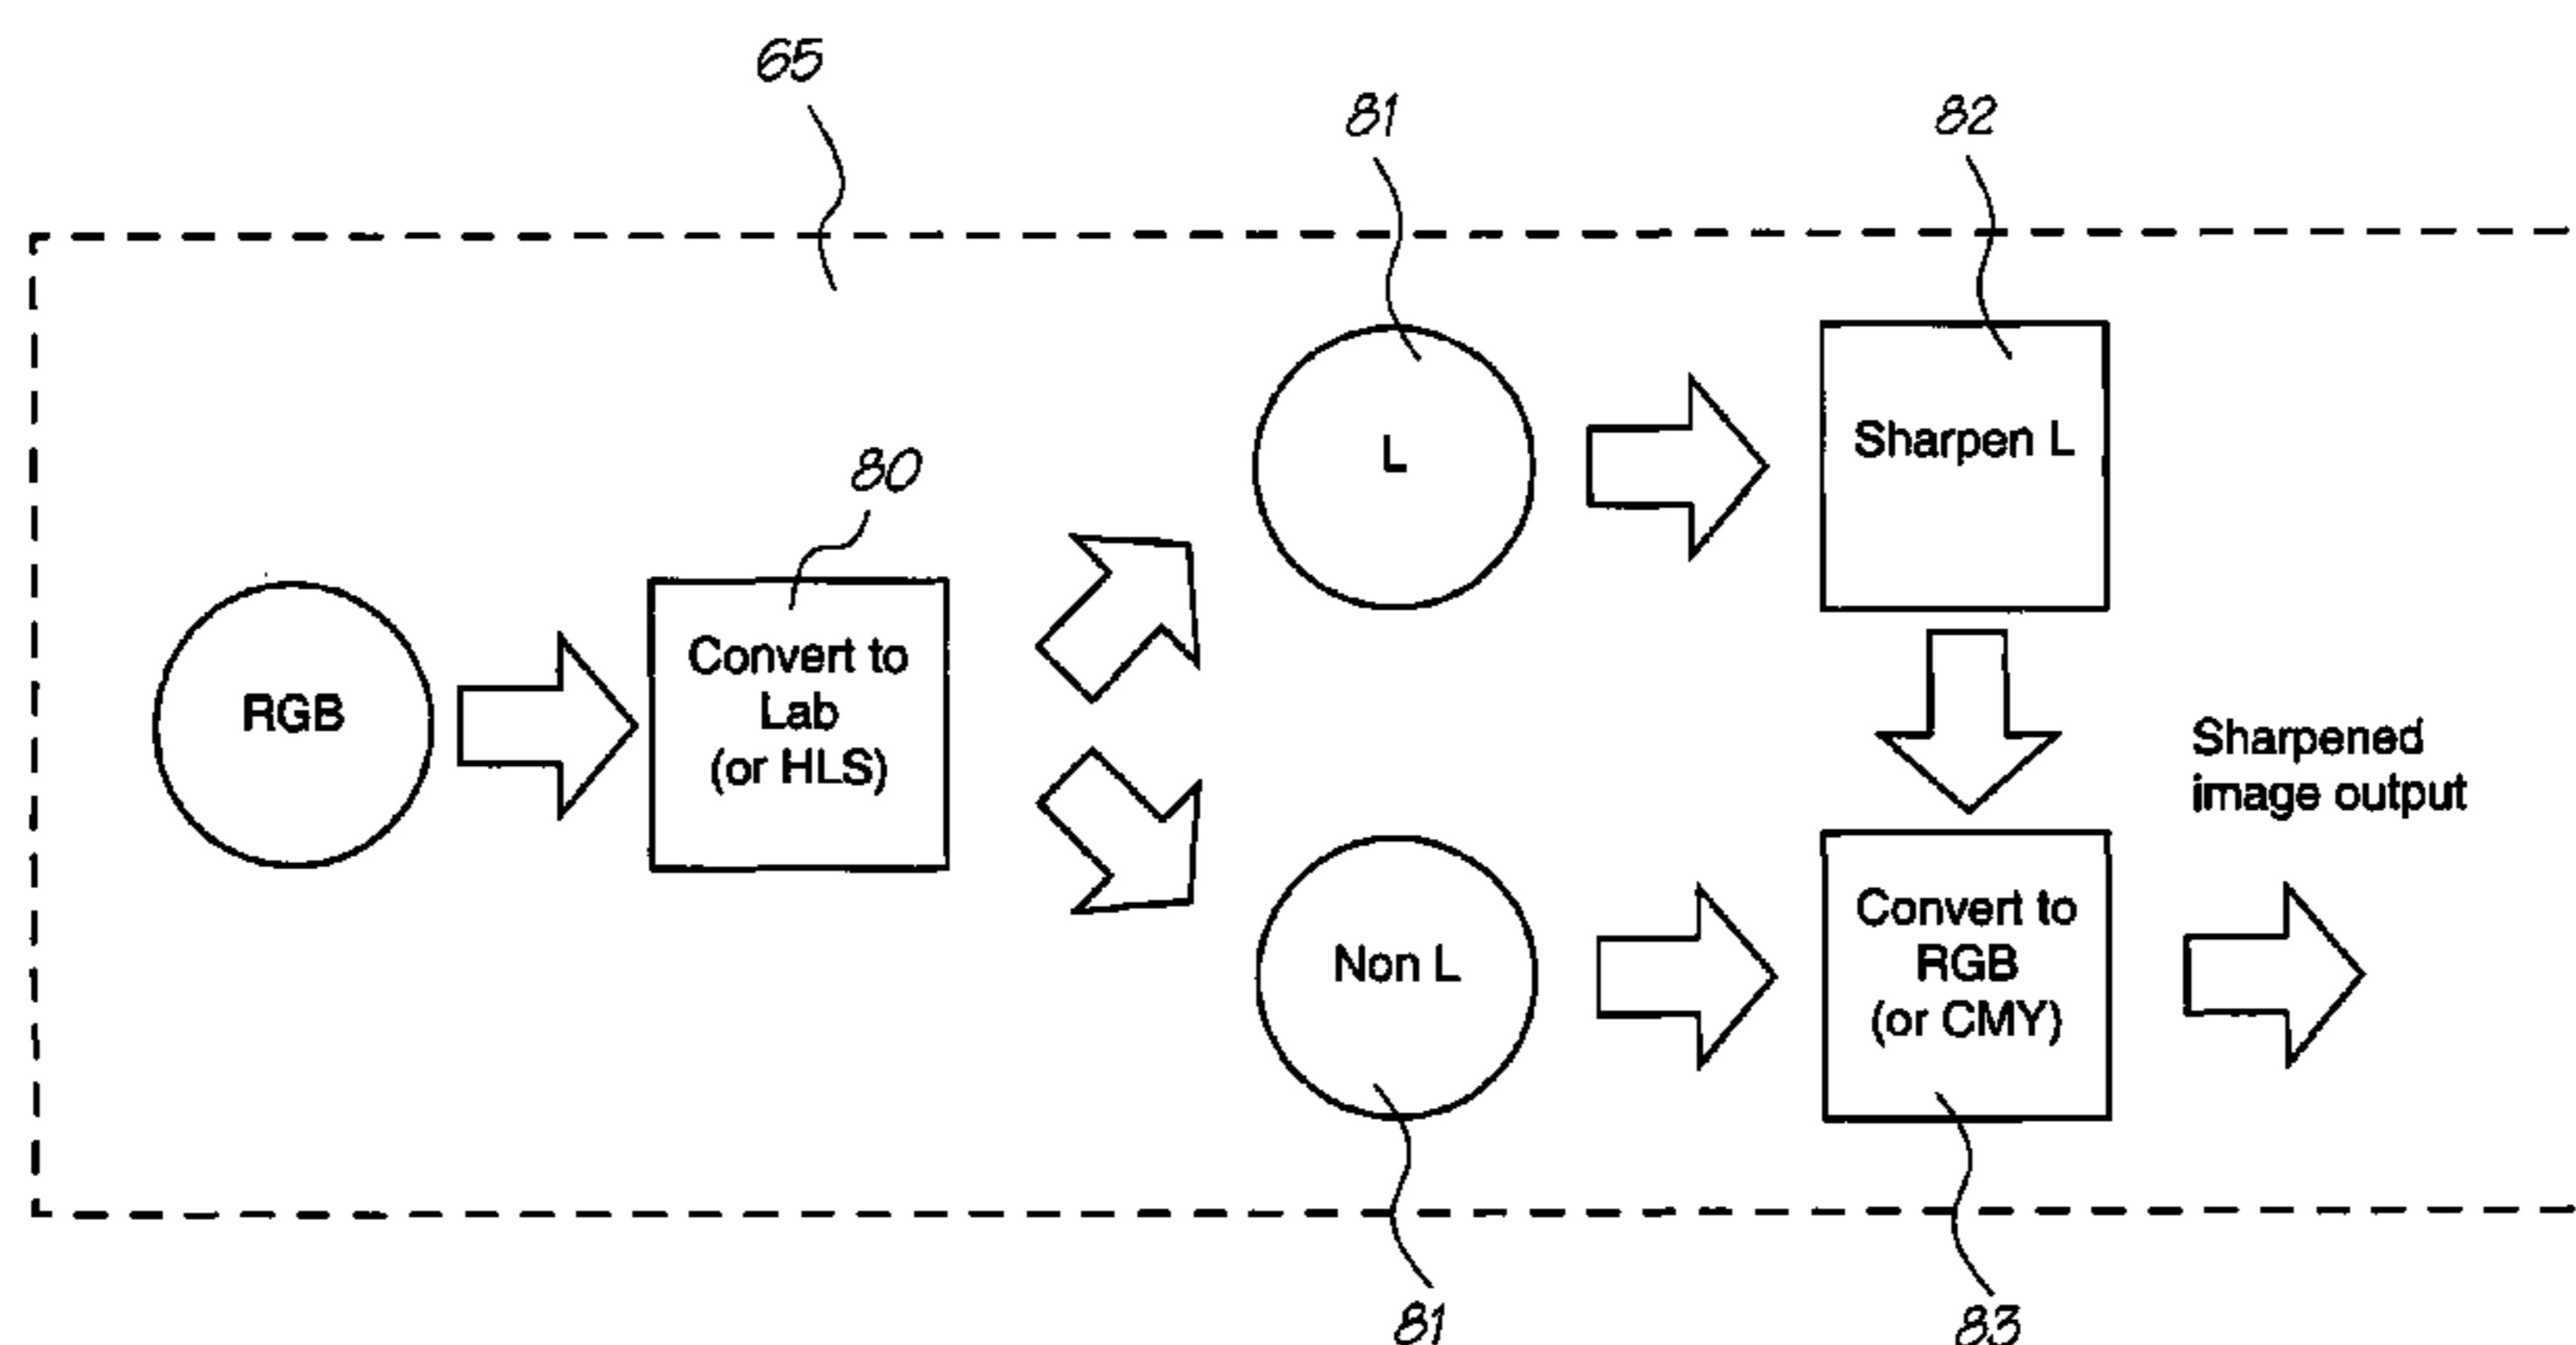 65
81
82
80
L
Sharpen L
RGB
Convert to
Lab
(or HLS)
Sharpened
image output
Non L
Convert to
RGB
(or CMY)
81
83